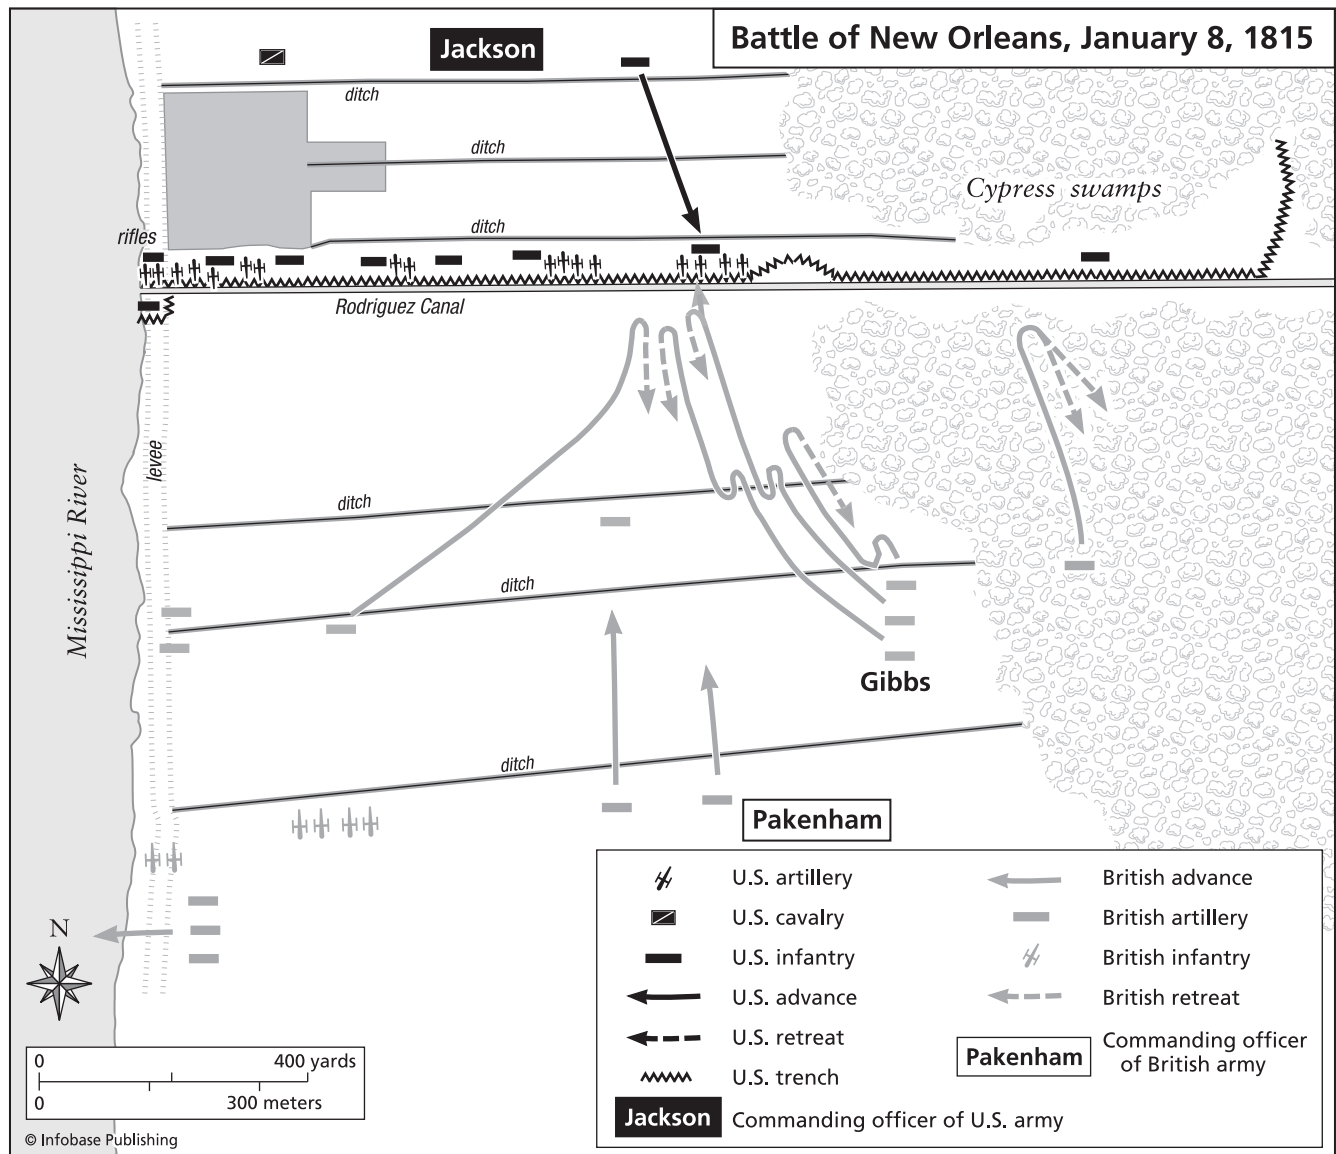 Battle of New Orleans, January 8, 1815
Jackson
ditch
ditch
Cypress swamps
ditch
rifles
Rodriguez Canal
levee
Mississippi River
ditch
ditch
Gibbs
ditch
Pakenham
U.S. artillery
U.S. cavalry
U.S. infantry
U.S. advance
U.S. retreat
U.S. trench
Jackson Commanding officer of U.S. army
British advance
British artillery
British infantry
British retreat
Pakenham Commanding officer
of British army
N
0 400 yards
0 300 meters
© Infobase Publishing